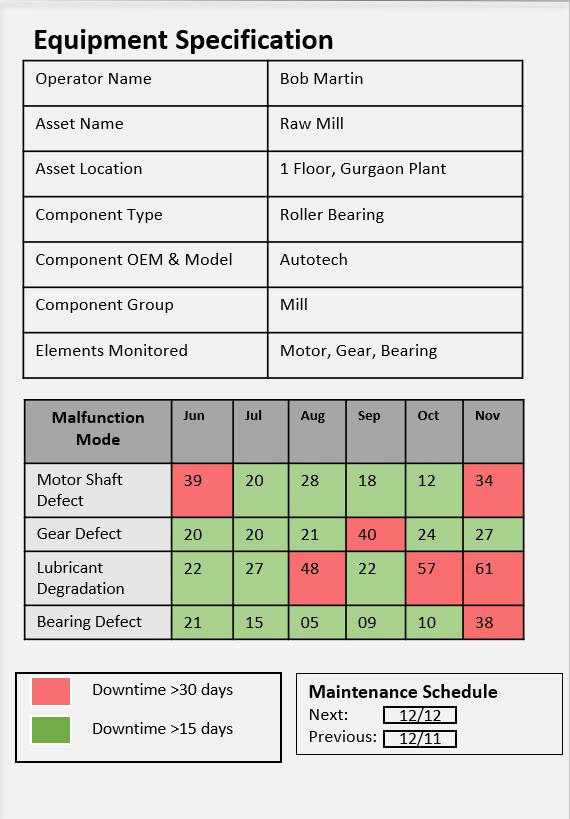 Equipment Specification
Operator Name Bob Martin
Asset Name Raw Mill
Asset Location 1 Floor, Gurgaon Plant
Component Type Roller Bearing
Component OEM & Model Autotech
Component Group Mill
Elements Monitored Motor, Gear, Bearing
Malfunction Mode Jun Jul Aug Sep Oct Nov
Motor Shaft Defect 39 20 28 18 12 34
Gear Defect 20 20 21 40 24 27
Lubricant Degradation 22 27 48 22 57 61
Bearing Defect 21 15 05 09 10 38
Downtime >30 days
Downtime >15 days
Maintenance Schedule
Next: 12/12
Previous: 12/11